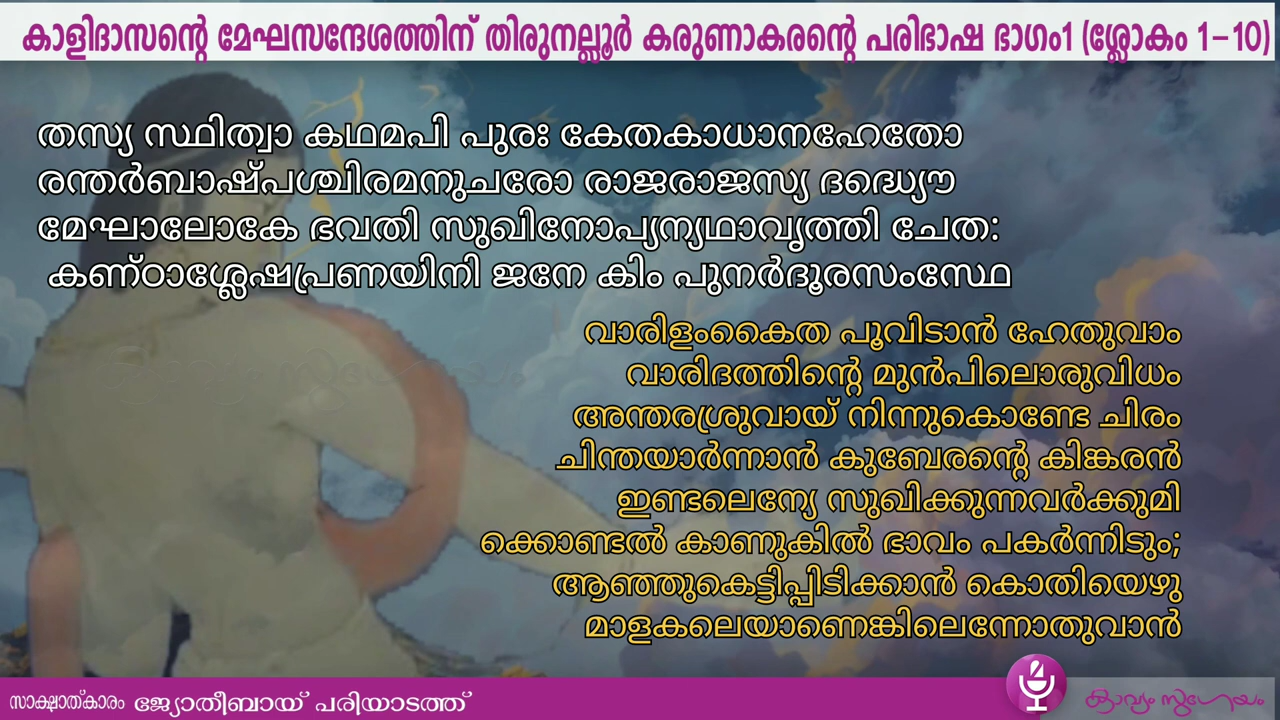 കാളിദാസന്റെ മേഘസന്ദേശത്തിന് തിരുനല്ലൂർ കരുണാകരന്റെ പരിഭാഷ ഭാഗം1 (ശ്ലോകം 1-10)
തസ്യ സ്ഥിത്വാ കഥമപി പുരഃ കേതകാധാനഹേതോ
രന്തർബാഷ്പശ്ചിരമനുചരോ രാജരാജസ്യ ദദ്ധ്യൌ
മേഘാലോകേ ഭവതി സുഖിനോപ്യന്യഥാവൃത്തി ചേത:
കണ്ഠാശ്ലേഷപ്രണയിനി ജനേ കിം പുനർദൂരസംസ്ഥേ
വാരിളംകൈത പൂവിടാൻ ഹേതുവാം
വാരിദത്തിന്റെ മുൻപിലൊരുവിധം
അന്തരശ്രുവായ് നിന്നുകൊണ്ടേ ചിരം
ചിന്തയാർന്നാൻ കുബേരന്റെ കിങ്കരൻ
ഇണ്ടലെന്യേ സുഖിക്കുന്നവർക്കുമി
ക്കൊണ്ടൽ കാണുകിൽ ഭാവം പകർന്നിടും;
ആഞ്ഞുകെട്ടിപ്പിടിക്കാൻ കൊതിയെഴു
മാളകലെയാണെങ്കിലെന്നോതുവാൻ
സാക്ഷാത്കാരം ജ്യോതീബായ് പരിയാടത്ത്
കാവ്യം സുഗേയം